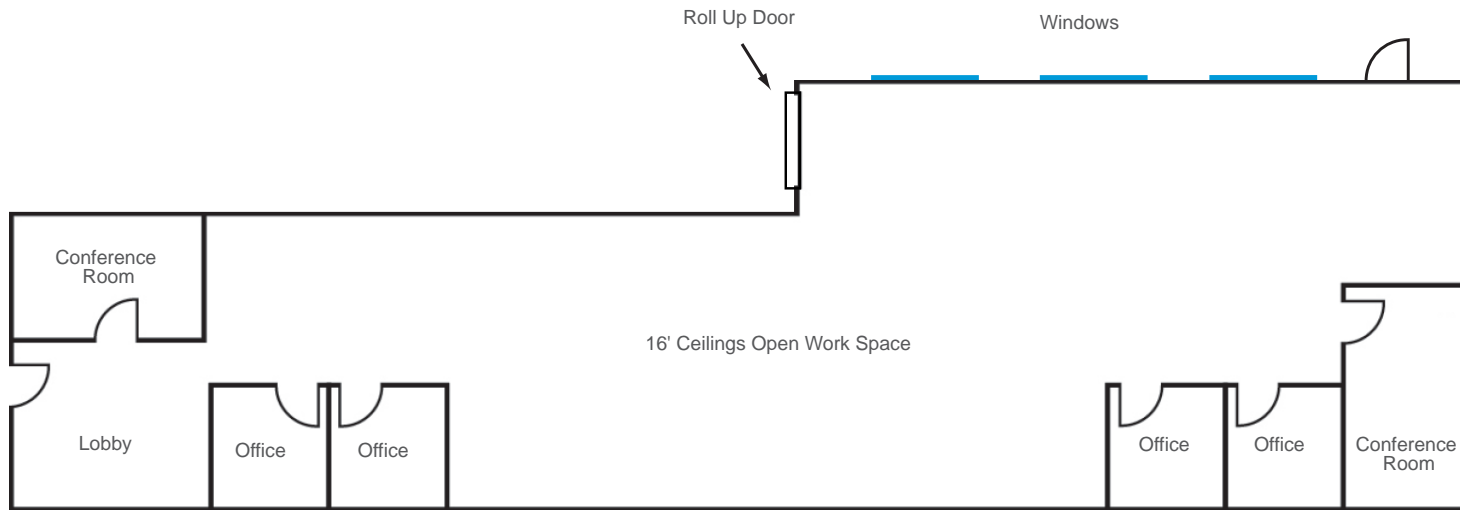 Roll Up Door
Windows
Conference
Room
16' Ceilings Open Work Space
Lobby
Office
Office
Office
Office
Conference
Room